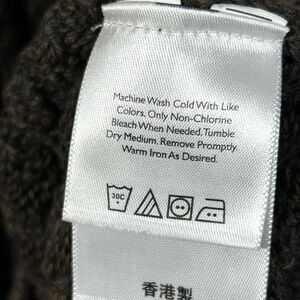 Machine Wash Cold With Like
Colors. Only Non-Chlorine
Bleach When Needed. Tumble
Dry Medium. Remove Promptly.
Warm Iron As Desired.
30C
香港製